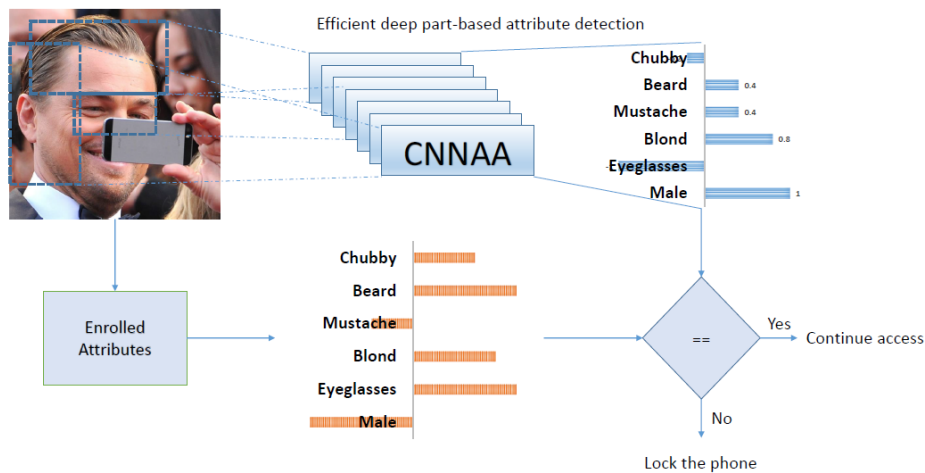 Efficient deep part-based attribute detection
CNNAA
Chubby
Beard
0.4
Mustache
0.4
Blond
0.8
Eyeglasses
Male
1
Enrolled
Attributes
Chubby
Beard
Mustache
Blond
Eyeglasses
Male
==
Yes
Continue access
No
Lock the phone